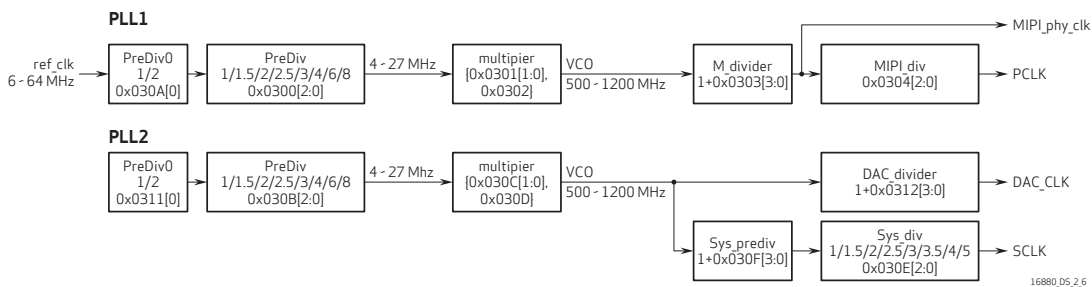 PLL1
ref_clk
6 - 64 MHz
PreDiv0
1/2
0x030A[0]
PreDiv
1/1.5/2/2.5/3/4/6/8
0x0300[2:0]
4 - 27 MHz
multipier
{0x0301[1:0],
0x0302}
VCO
500 - 1200 MHz
M_divider
1+0x0303[3:0]
MIPI_phy_clk
MIPI_div
0x0304[2:0]
PCLK
PLL2
PreDiv0
1/2
0x0311[0]
PreDiv
1/1.5/2/2.5/3/4/6/8
0x030B[2:0]
4 - 27 Mhz
multipier
{0x030C[1:0],
0x030D}
VCO
500 - 1200 MHz
DAC_divider
1+0x0312[3:0]
DAC_CLK
Sys_prediv
1+0x030F[3:0]
Sys_div
1/1.5/2/2.5/3/3.5/4/5
0x030E[2:0]
SCLK
16880_DS_2_6